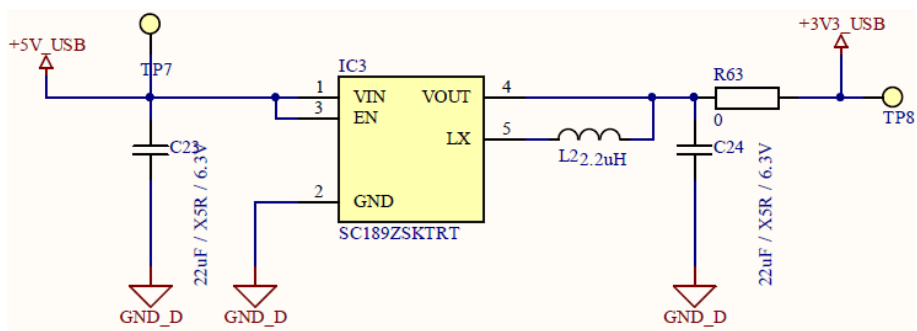 +5V_USB
TP7
C23
22uF / X5R / 6.3V
GND_D
IC3
1
VIN
VOUT
4
3
EN
LX
5
2
GND
SC189ZSKTRT
GND_D
L2
2.2uH
R63
0
+3V3_USB
TP8
C24
22uF / X5R / 6.3V
GND_D